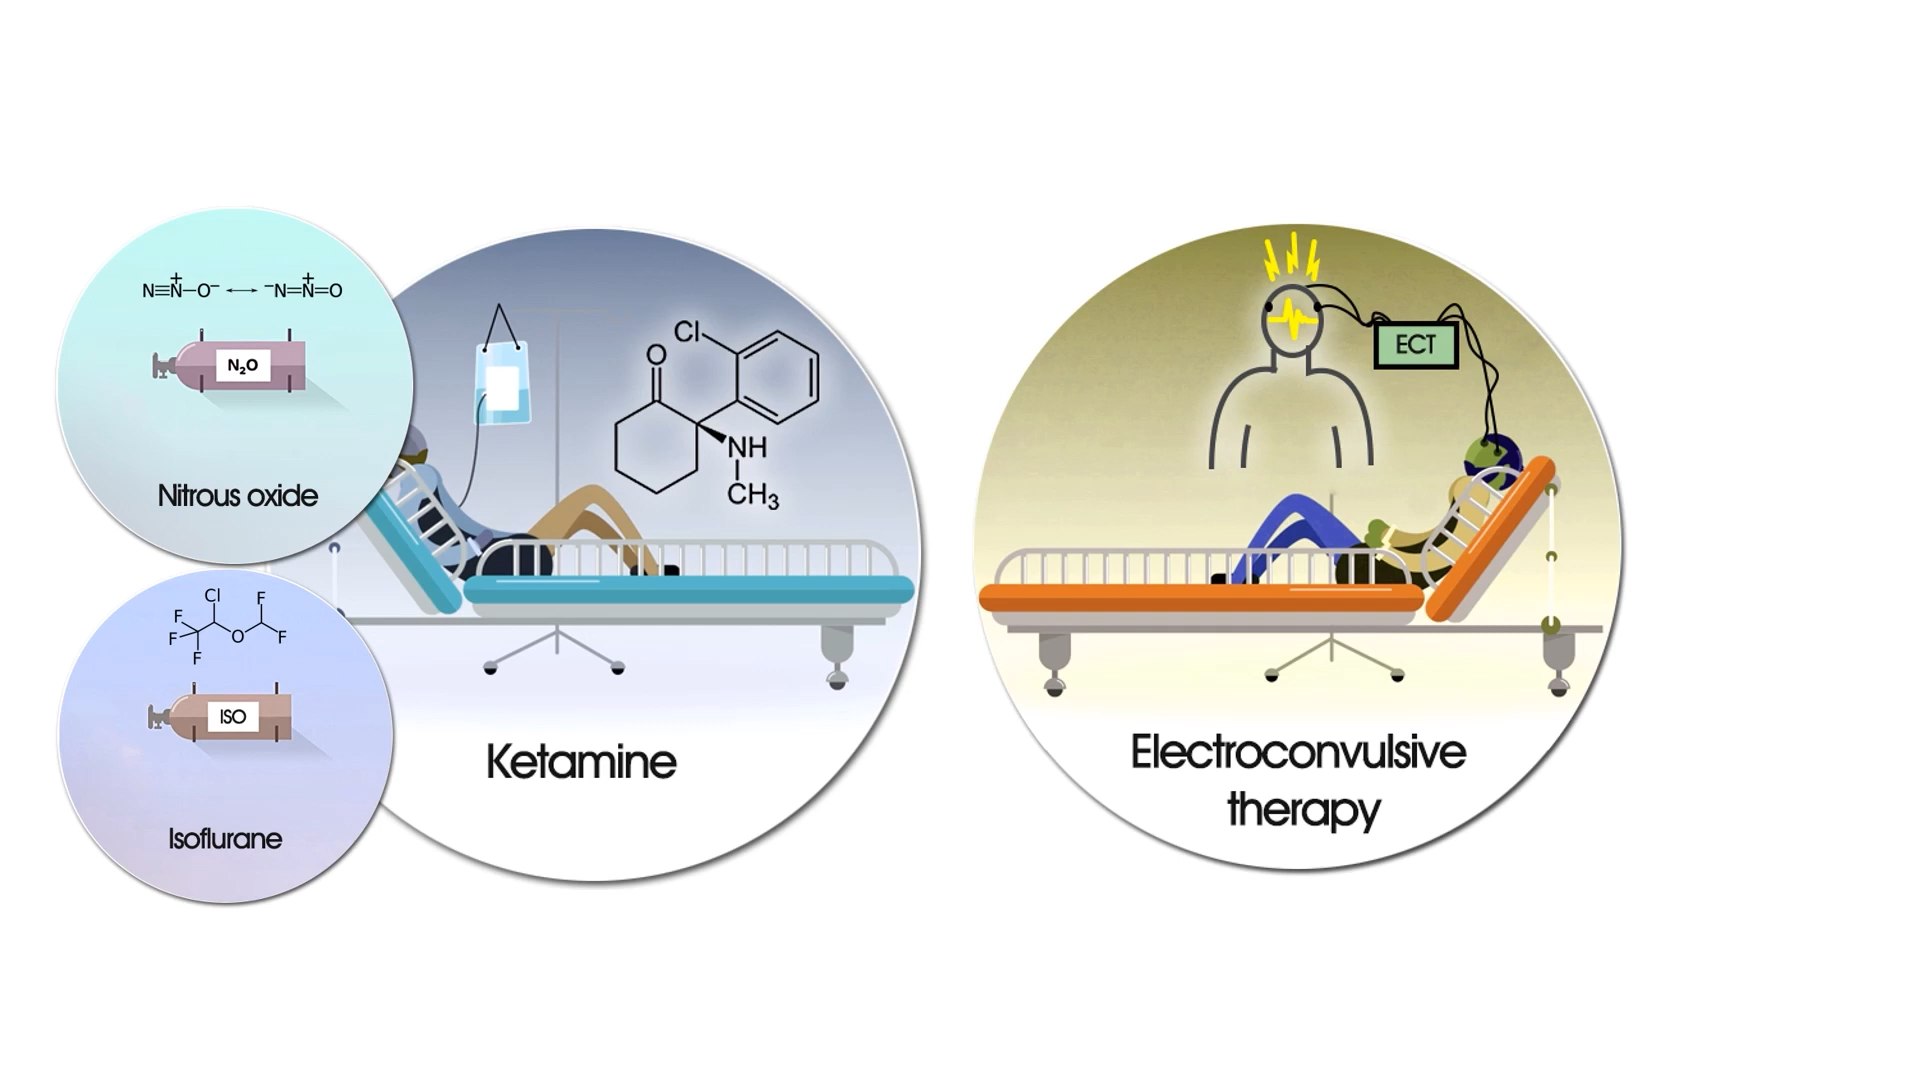 N≡N⁺–O⁻ ↔ ⁻N=N⁺=O
N₂O
Nitrous oxide
Cl
F
F
F
F
O
F
ISO
Isoflurane
Cl
O
NH
CH₃
Ketamine
ECT
Electroconvulsive
therapy